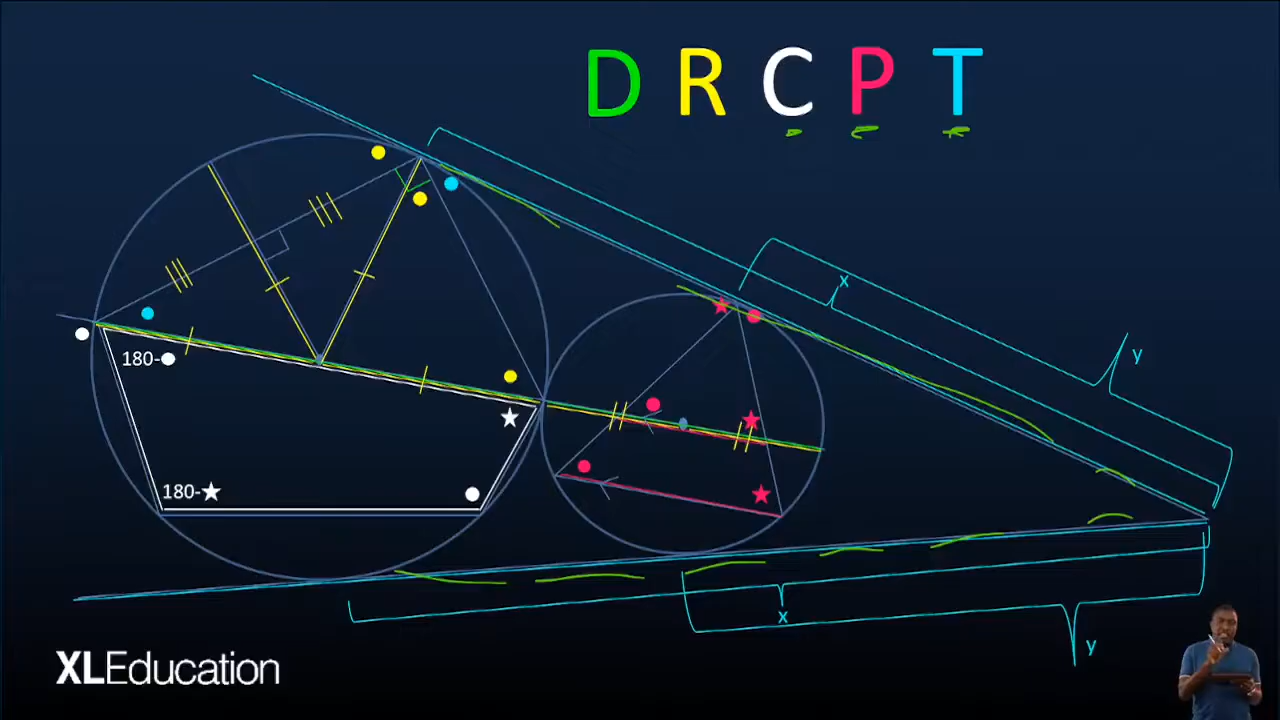 D R C P T
x
y
180-●
180-★
x
y
XLEducation